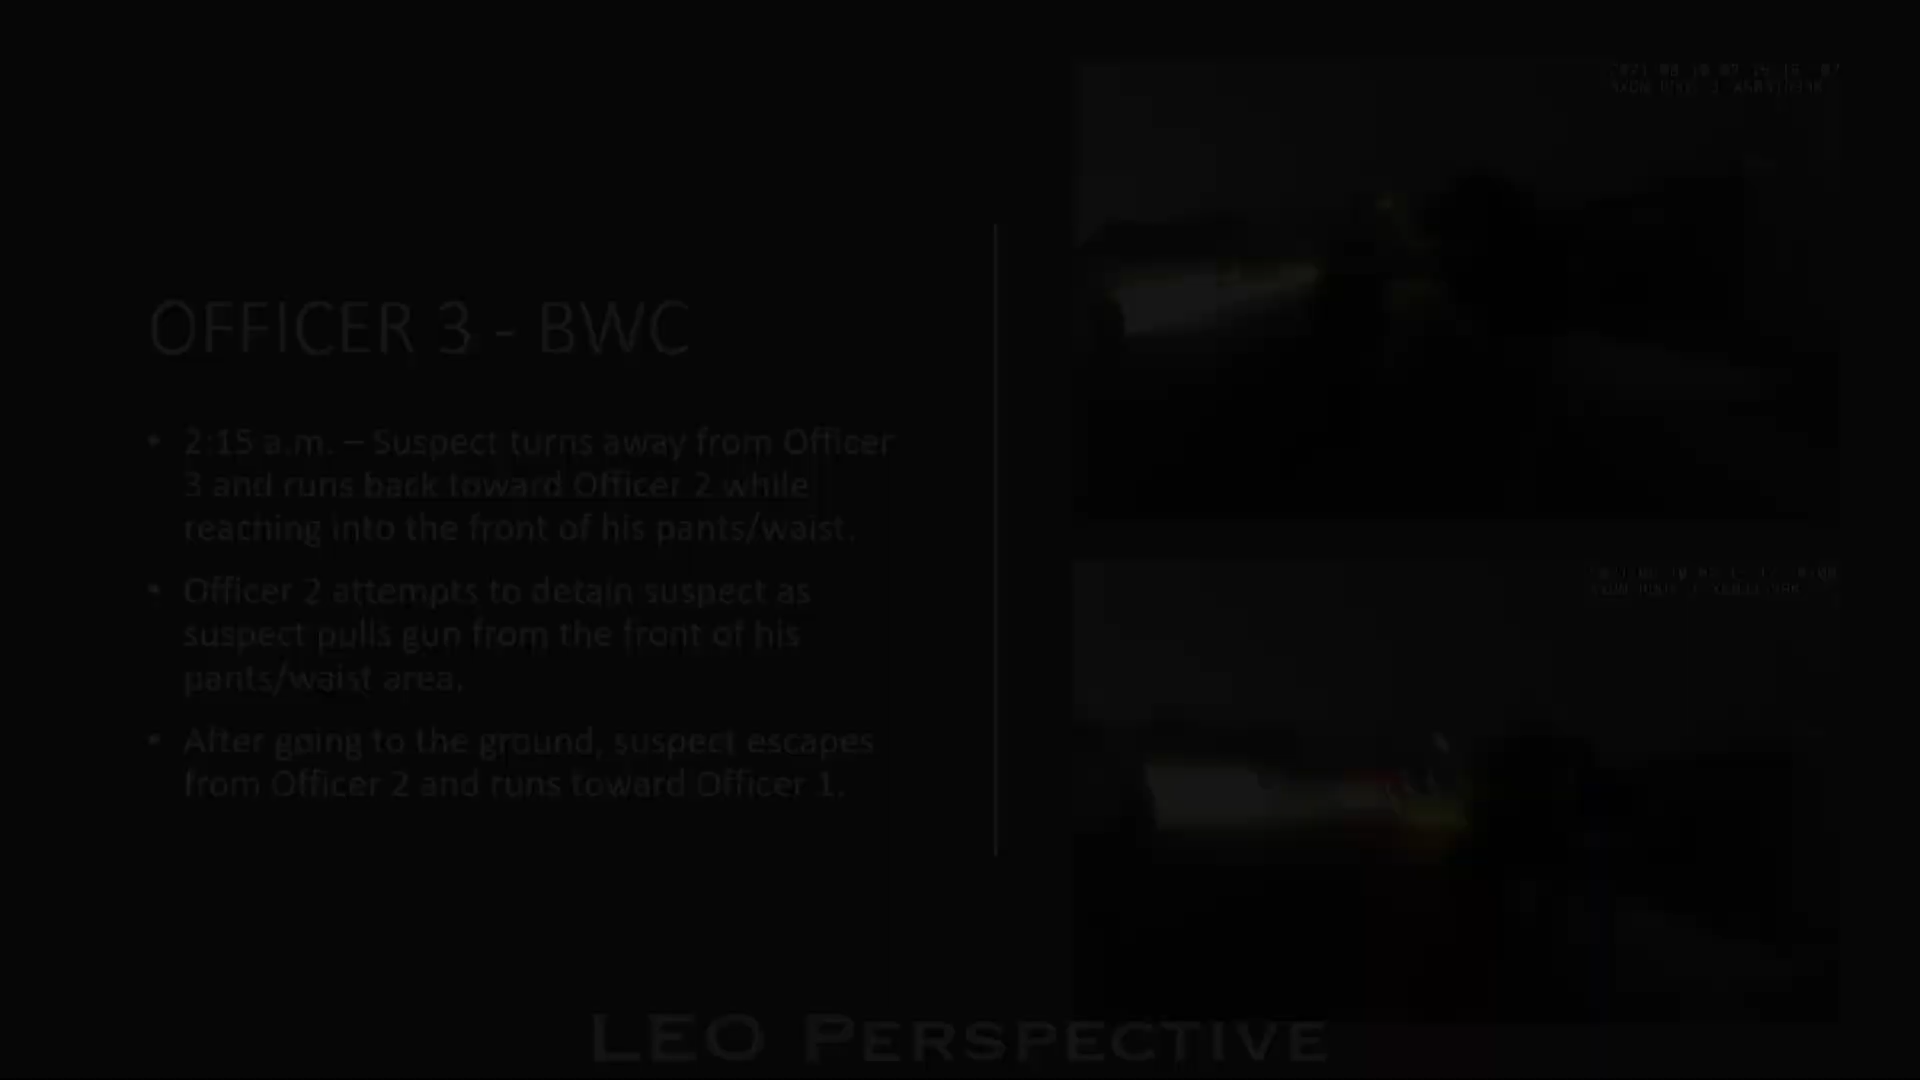 OFFICER 3 - BWC
• 2:15 a.m. – Suspect turns away from Officer
3 and runs back toward Officer 2 while
reaching into the front of his pants/waist.
• Officer 2 attempts to detain suspect as
suspect pulls gun from the front of his
pants/waist area.
• After going to the ground, suspect escapes
from Officer 2 and runs toward Officer 1.
LEO PERSPECTIVE